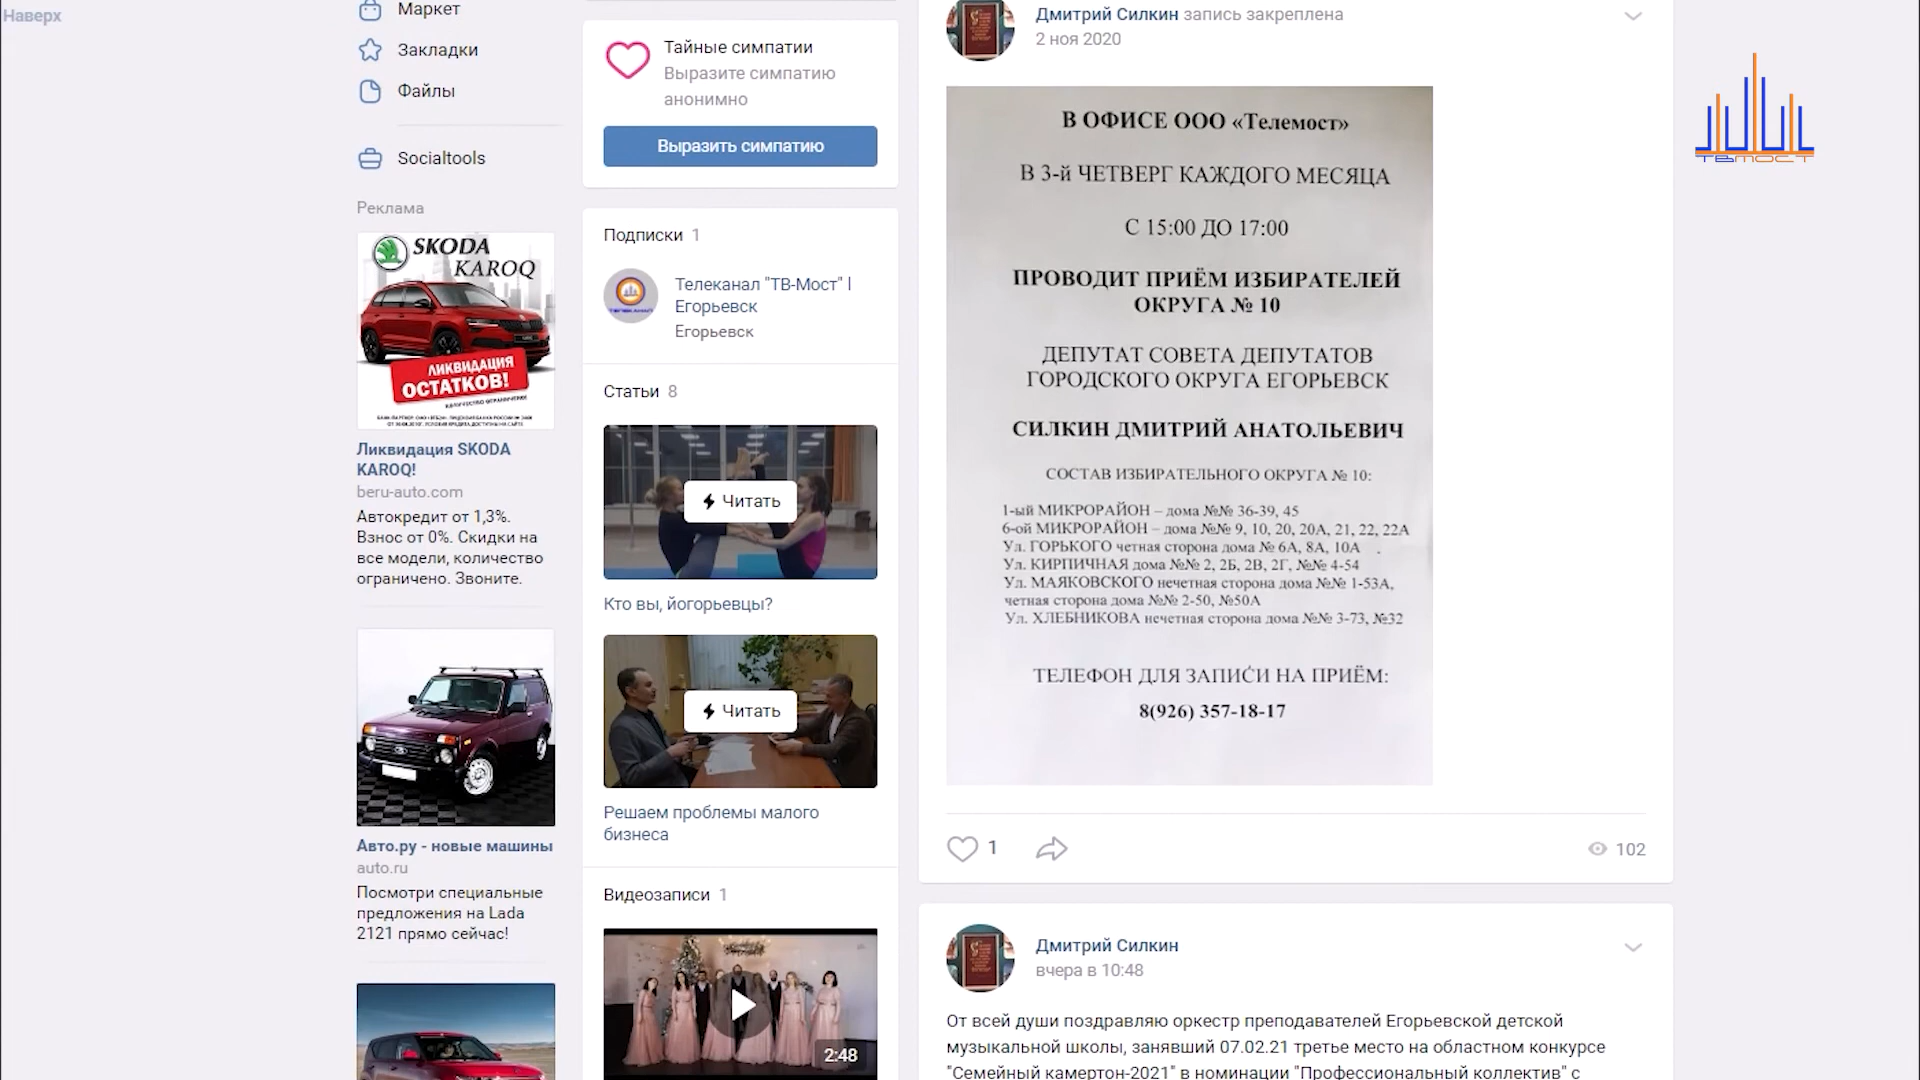 Наверх
Маркет
Закладки
Файлы
Socialtools
Реклама
SKODA
KAROQ
ЛИКВИДАЦИЯ
ОСТАТКОВ!
КОЛИЧЕСТВО ОГРАНИЧЕНО
Ликвидация SKODA
KAROQ!
beru-auto.com
Автокредит от 1,3%.
Взнос от 0%. Скидки на
все модели, количество
ограничено. Звоните.
Авто.ру - новые машины
auto.ru
Посмотри специальные
предложения на Lada
2121 прямо сейчас!
Тайные симпатии
Выразите симпатию
анонимно
Выразить симпатию
Подписки 1
Телеканал "ТВ-Мост" l
Егорьевск
Егорьевск
Статьи 8
Читать
Кто вы, йогорьевцы?
Читать
Решаем проблемы малого
бизнеса
Видеозаписи 1
2:48
Дмитрий Силкин запись закреплена
2 ноя 2020
В ОФИСЕ ООО «Телемост»
В 3-й ЧЕТВЕРГ КАЖДОГО МЕСЯЦА
С 15:00 ДО 17:00
ПРОВОДИТ ПРИЁМ ИЗБИРАТЕЛЕЙ
ОКРУГА № 10
ДЕПУТАТ СОВЕТА ДЕПУТАТОВ
ГОРОДСКОГО ОКРУГА ЕГОРЬЕВСК
СИЛКИН ДМИТРИЙ АНАТОЛЬЕВИЧ
СОСТАВ ИЗБИРАТЕЛЬНОГО ОКРУГА № 10:
1-ый МИКРОРАЙОН – дома №№ 36-39, 45
6-ой МИКРОРАЙОН – дома №№ 9, 10, 20, 20А, 21, 22, 22А
Ул. ГОРЬКОГО четная сторона дома № 6А, 8А, 10А
Ул. КИРПИЧНАЯ дома №№ 2, 2Б, 2В, 2Г, №№ 4-54
Ул. МАЯКОВСКОГО нечетная сторона дома №№ 1-53А,
четная сторона дома №№ 2-50, №50А
Ул. ХЛЕБНИКОВА нечетная сторона дома №№ 3-73, №32
ТЕЛЕФОН ДЛЯ ЗАПИСИ НА ПРИЁМ:
8(926) 357-18-17
1
102
Дмитрий Силкин
вчера в 10:48
От всей души поздравляю оркестр преподавателей Егорьевской детской
музыкальной школы, занявший 07.02.21 третье место на областном конкурсе
"Семейный камертон-2021" в номинации "Профессиональный коллектив" с
ТВМОСТ